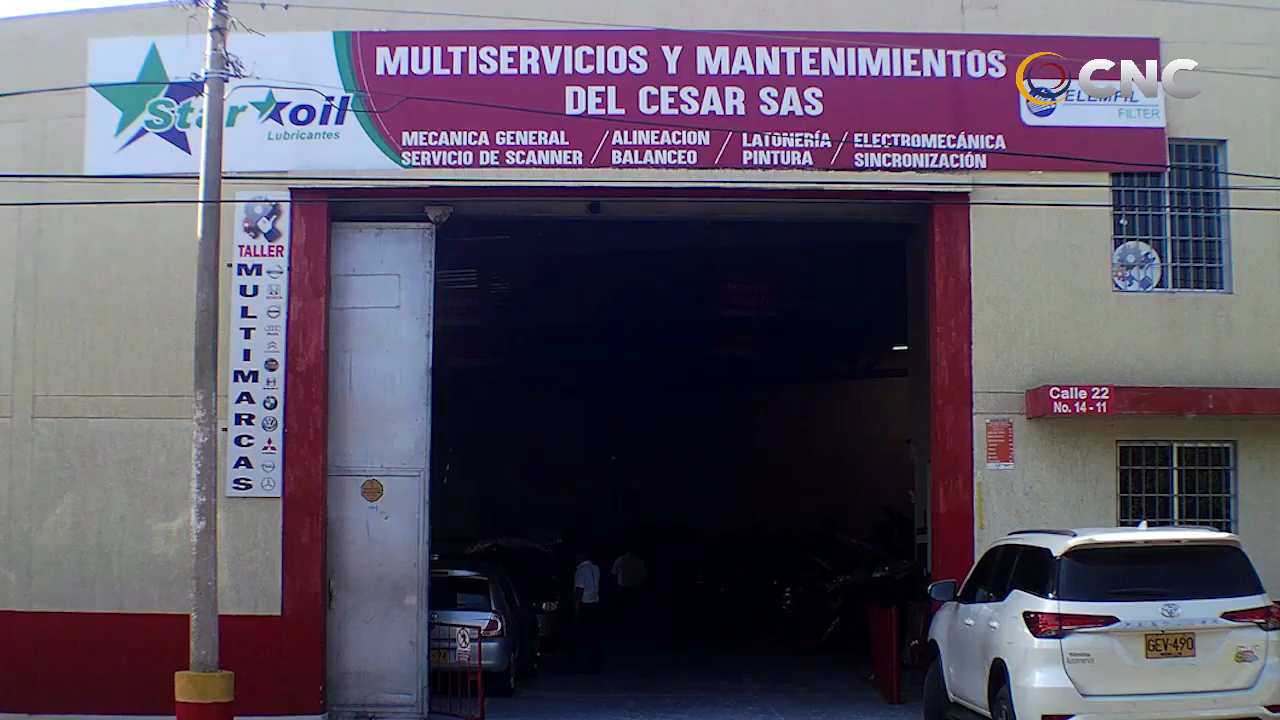 MULTISERVICIOS Y MANTENIMIENTOS
DEL CESAR SAS
MECANICA GENERAL / ALINEACION / LATONERÍA / ELECTROMECÁNICA
SERVICIO DE SCANNER BALANCEO PINTURA SINCRONIZACIÓN
Star oil
Lubricantes
CNC
FILTER
TALLER
MULTIMARCAS
Calle 22
No. 14 - 11
GEV-490